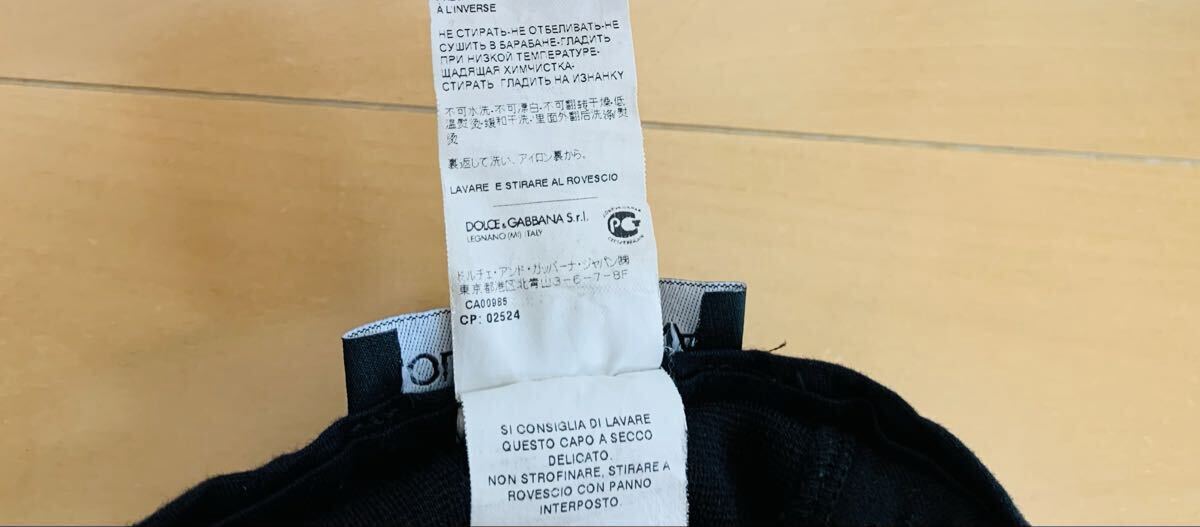 À L'INVERSE
НЕ СТИРАТЬ-НЕ ОТБЕЛИВАТЬ-НЕ
СУШИТЬ В БАРАБАНЕ-ГЛАДИТЬ
ПРИ НИЗКОЙ ТЕМПЕРАТУРЕ-
ЩАДЯЩАЯ ХИМЧИСТКА-
СТИРАТЬ ГЛАДИТЬ НА ИЗНАНКУ
不可水洗-不可漂白-不可翻转干燥-低
温熨烫-缓和干洗-里面外翻后洗涤/熨
烫
裏返して洗い、アイロン裏から。
LAVARE E STIRARE AL ROVESCIO
DOLCE & GABBANA S.r.l.
LEGNANO (MI) ITALY
PG
ドルチェ・アンド・ガッバーナ・ジャパン㈱
東京都港区北青山3-6-7-8F
CA00985
CP: 02524
SI CONSIGLIA DI LAVARE
QUESTO CAPO A SECCO
DELICATO.
NON STROFINARE, STIRARE A
ROVESCIO CON PANNO
INTERPOSTO.